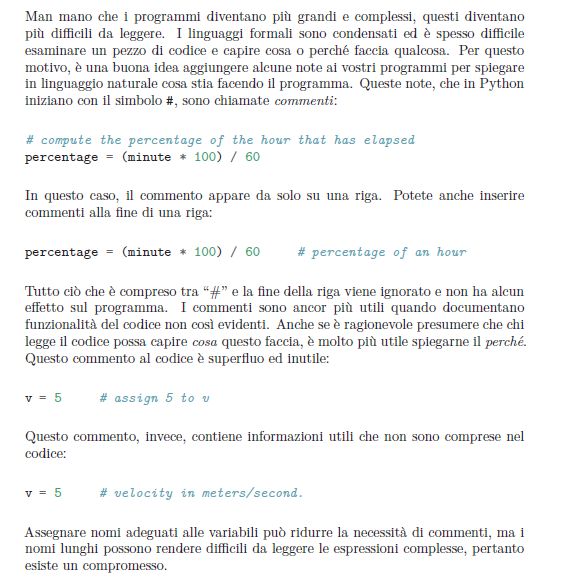 Man mano che i programmi diventano più grandi e complessi, questi diventano
più difficili da leggere. I linguaggi formali sono condensati ed è spesso difficile
esaminare un pezzo di codice e capire cosa o perché faccia qualcosa. Per questo
motivo, è una buona idea aggiungere alcune note ai vostri programmi per spiegare
in linguaggio naturale cosa stia facendo il programma. Queste note, che in Python
iniziano con il simbolo #, sono chiamate commenti:
# compute the percentage of the hour that has elapsed
percentage = (minute * 100) / 60
In questo caso, il commento appare da solo su una riga. Potete anche inserire
commenti alla fine di una riga:
percentage = (minute * 100) / 60     # percentage of an hour
Tutto ciò che è compreso tra “#” e la fine della riga viene ignorato e non ha alcun
effetto sul programma. I commenti sono ancor più utili quando documentano
funzionalità del codice non così evidenti. Anche se è ragionevole presumere che chi
legge il codice possa capire cosa questo faccia, è molto più utile spiegarne il perché.
Questo commento al codice è superfluo ed inutile:
v = 5     # assign 5 to v
Questo commento, invece, contiene informazioni utili che non sono comprese nel
codice:
v = 5     # velocity in meters/second.
Assegnare nomi adeguati alle variabili può ridurre la necessità di commenti, ma i
nomi lunghi possono rendere difficili da leggere le espressioni complesse, pertanto
esiste un compromesso.